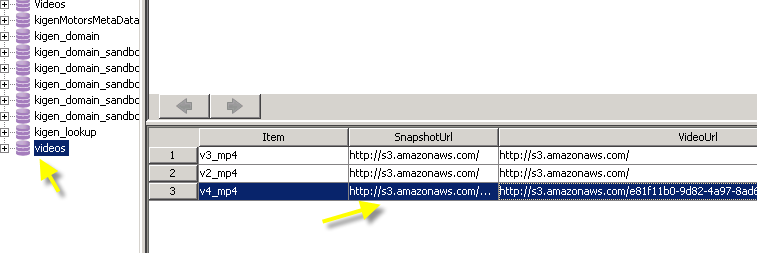 Videos
kigenMotorsMetaData
kigen_domain
kigen_domain_sandbo
kigen_domain_sandbo
kigen_domain_sandbo
kigen_domain_sandbo
kigen_domain_sandbo
kigen_lookup
videos
Item SnapshotUrl VideoUrl
1 v3_mp4 http://s3.amazonaws.com/ http://s3.amazonaws.com/
2 v2_mp4 http://s3.amazonaws.com/ http://s3.amazonaws.com/
3 v4_mp4 http://s3.amazonaws.com/... http://s3.amazonaws.com/e81f11b0-9d82-4a97-8ad6